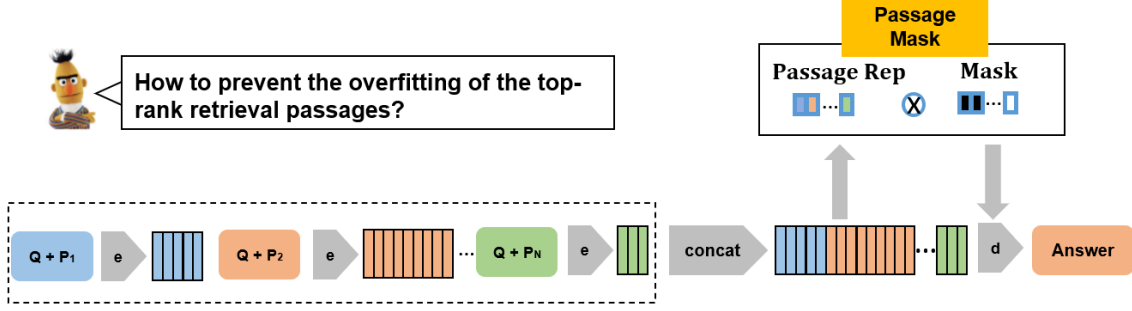 Passage
Mask
How to prevent the overfitting of the top-
rank retrieval passages?
Passage Rep
Mask
... X ...
Q + P1
e
Q + P2
e
...
Q + PN
e
concat
...
d
Answer